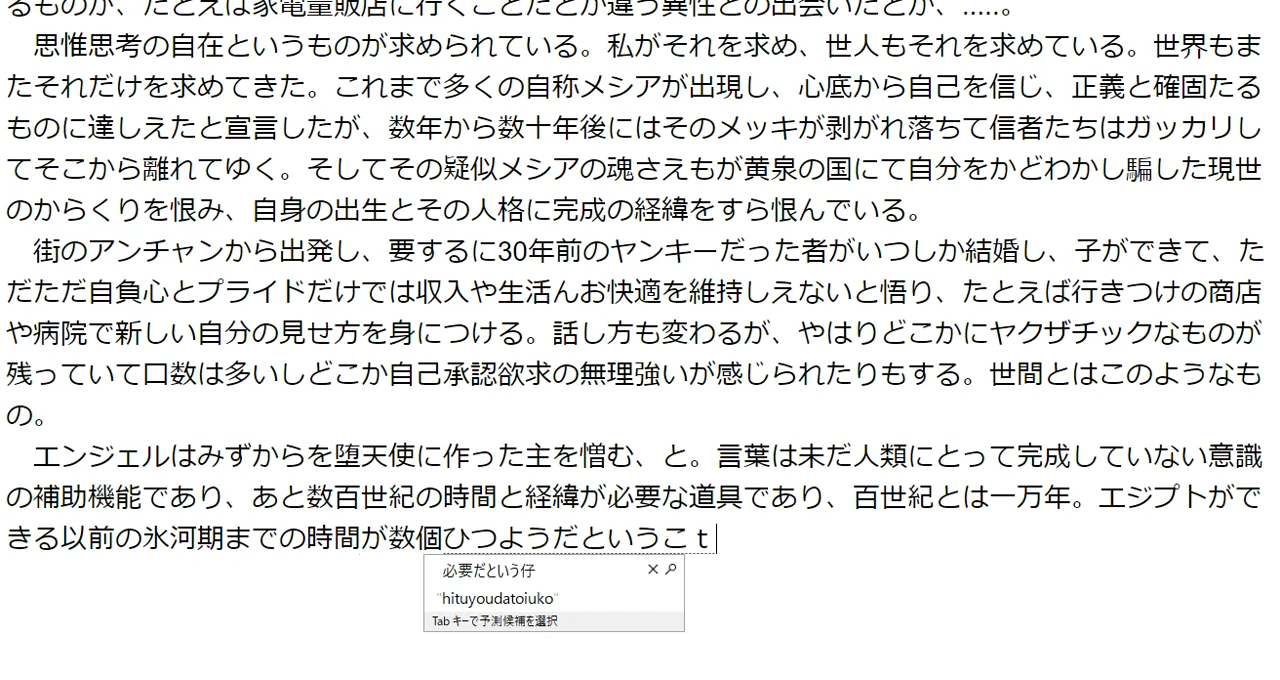 るものか、たとえば家電量販店に行くことだとか違う異性との出会いだとか、.....。
　思惟思考の自在というものが求められている。私がそれを求め、世人もそれを求めている。世界もま
たそれだけを求めてきた。これまで多くの自称メシアが出現し、心底から自己を信じ、正義と確固たる
ものに達しえたと宣言したが、数年から数十年後にはそのメッキが剥がれ落ちて信者たちはガッカリし
てそこから離れてゆく。そしてその疑似メシアの魂さえもが黄泉の国にて自分をかどわかし騙した現世
のからくりを恨み、自身の出生とその人格に完成の経緯をすら恨んでいる。
　街のアンチャンから出発し、要するに30年前のヤンキーだった者がいつしか結婚し、子ができて、た
だただ自負心とプライドだけでは収入や生活んお快適を維持しえないと悟り、たとえば行きつけの商店
や病院で新しい自分の見せ方を身につける。話し方も変わるが、やはりどこかにヤクザチックなものが
残っていて口数は多いしどこか自己承認欲求の無理強いが感じられたりもする。世間とはこのようなも
の。
　エンジェルはみずからを堕天使に作った主を憎む、と。言葉は未だ人類にとって完成していない意識
の補助機能であり、あと数百世紀の時間と経緯が必要な道具であり、百世紀とは一万年。エジプトがで
きる以前の氷河期までの時間が数個ひつようだというこｔ
必要だという仔
"hituyoudatoiuko"
Tab キーで予測候補を選択